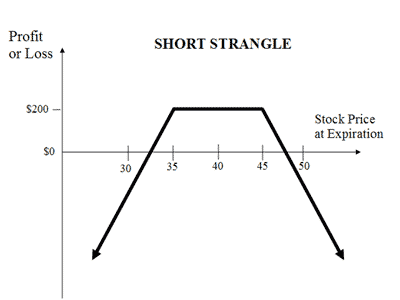 Profit
or Loss
SHORT STRANGLE
$200
Stock Price
at Expiration
$0
30 35 40 45 50